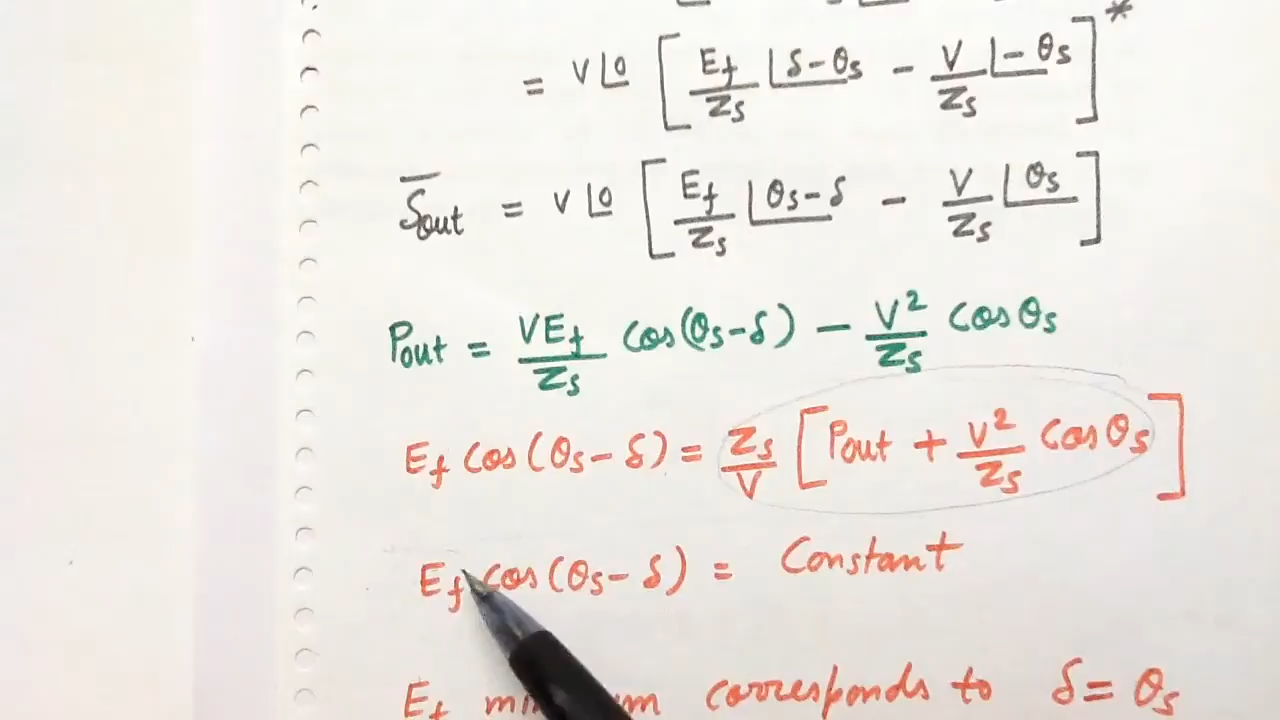 = V∠0 [ Ef/Zs ∠δ-θs - V/Zs ∠-θs ]*
S̅out = V∠0 [ Ef/Zs ∠θs-δ - V/Zs ∠θs ]
Pout = VEf/Zs cos(θs-δ) - V²/Zs cosθs
Ef cos(θs-δ) = Zs/V [ Pout + V²/Zs cosθs ]
Ef cos(θs-δ) = Constant
Ef corresponds to δ = θs